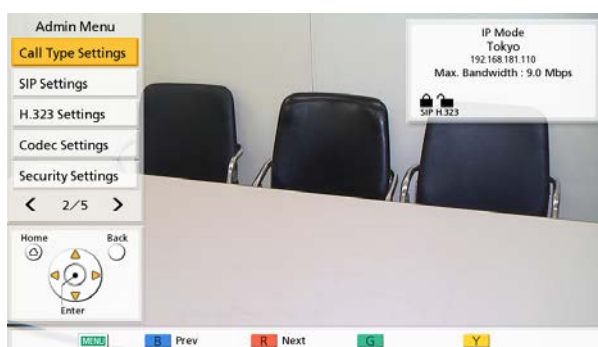 Admin Menu
Call Type Settings
SIP Settings
H.323 Settings
Codec Settings
Security Settings
< 2/5 >
Home Back
Enter
IP Mode
Tokyo
192.168.181.110
Max. Bandwidth : 9.0 Mbps
SIP H.323
MENU B Prev R Next G Y